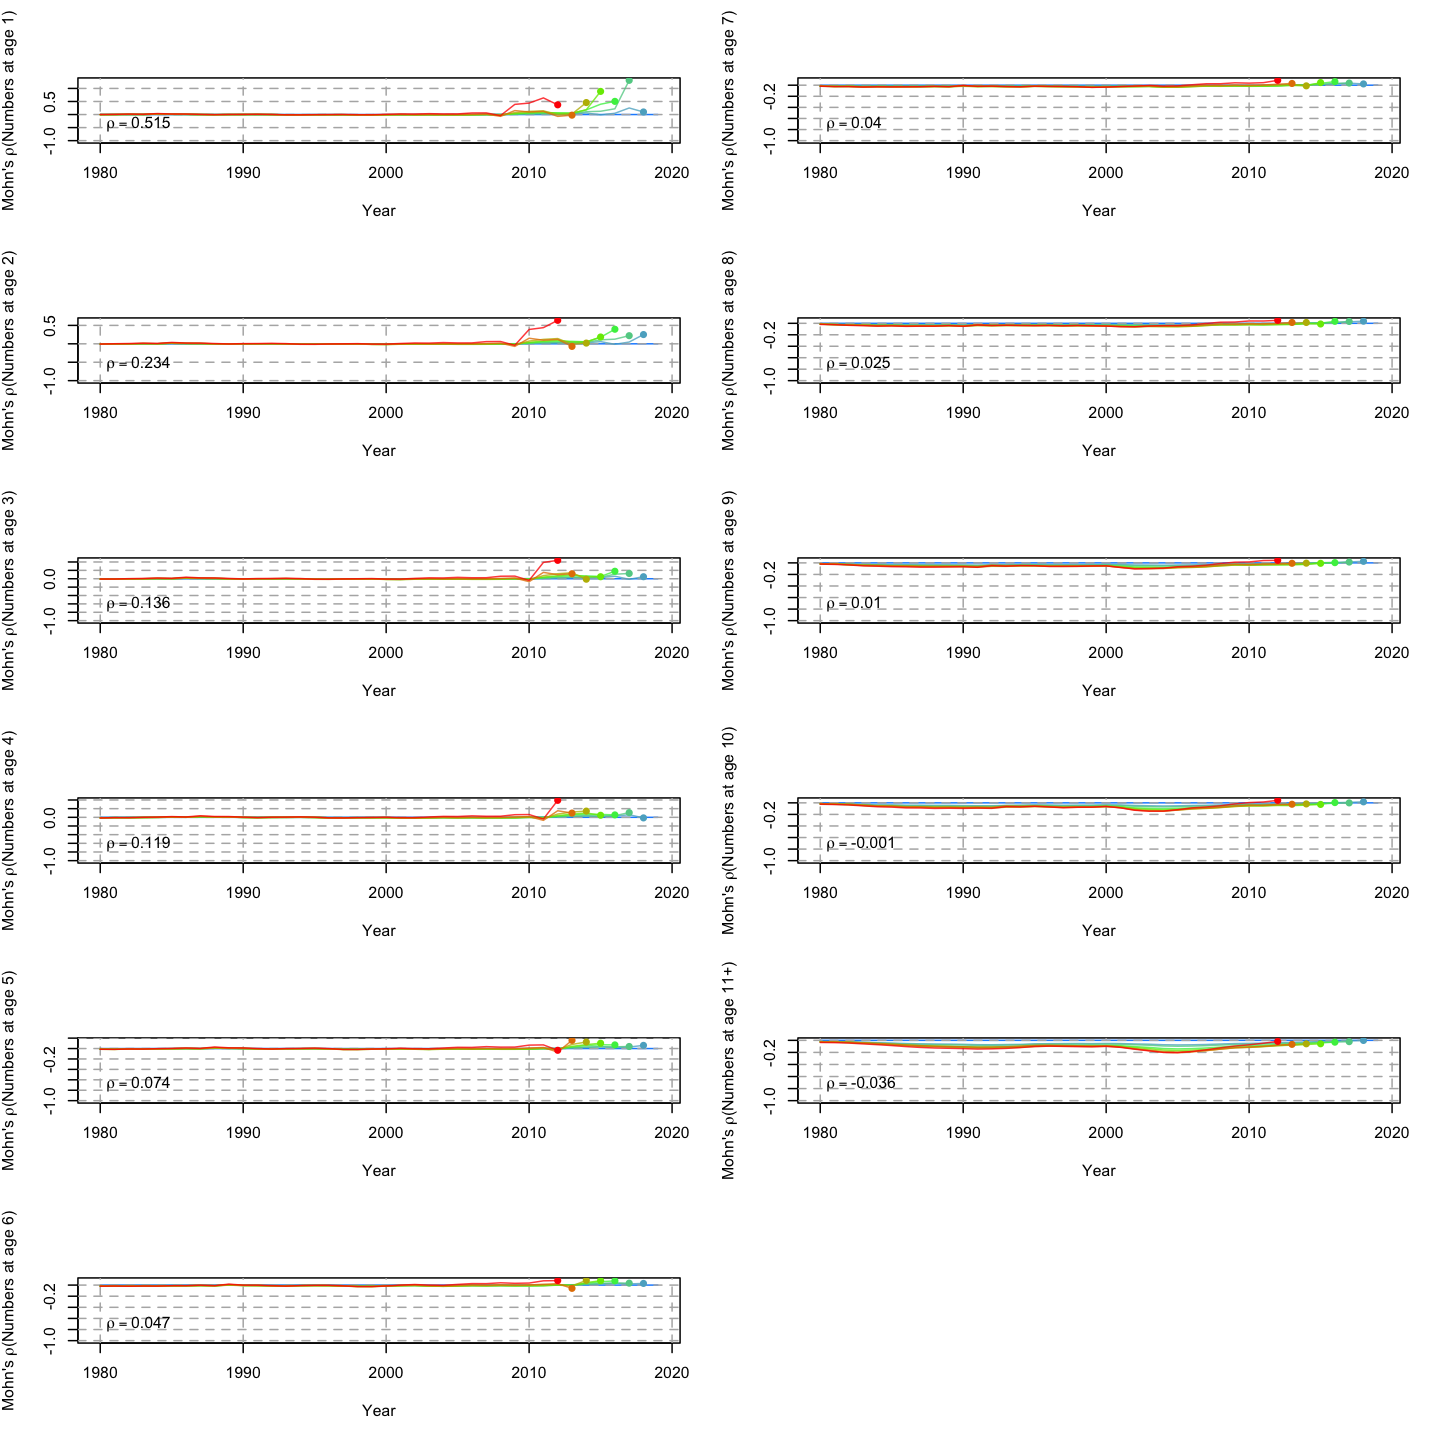 Mohn's ρ(Numbers at age 1)
0.5
-1.0
ρ = 0.515
1980 1990 2000 2010 2020
Year
Mohn's ρ(Numbers at age 2)
0.5
-1.0
ρ = 0.234
1980 1990 2000 2010 2020
Year
Mohn's ρ(Numbers at age 3)
0.0
-1.0
ρ = 0.136
1980 1990 2000 2010 2020
Year
Mohn's ρ(Numbers at age 4)
0.0
-1.0
ρ = 0.119
1980 1990 2000 2010 2020
Year
Mohn's ρ(Numbers at age 5)
-0.2
-1.0
ρ = 0.074
1980 1990 2000 2010 2020
Year
Mohn's ρ(Numbers at age 6)
-0.2
-1.0
ρ = 0.047
1980 1990 2000 2010 2020
Year
Mohn's ρ(Numbers at age 7)
-0.2
-1.0
ρ = 0.04
1980 1990 2000 2010 2020
Year
Mohn's ρ(Numbers at age 8)
-0.2
-1.0
ρ = 0.025
1980 1990 2000 2010 2020
Year
Mohn's ρ(Numbers at age 9)
-0.2
-1.0
ρ = 0.01
1980 1990 2000 2010 2020
Year
Mohn's ρ(Numbers at age 10)
-0.2
-1.0
ρ = -0.001
1980 1990 2000 2010 2020
Year
Mohn's ρ(Numbers at age 11+)
-0.2
-1.0
ρ = -0.036
1980 1990 2000 2010 2020
Year